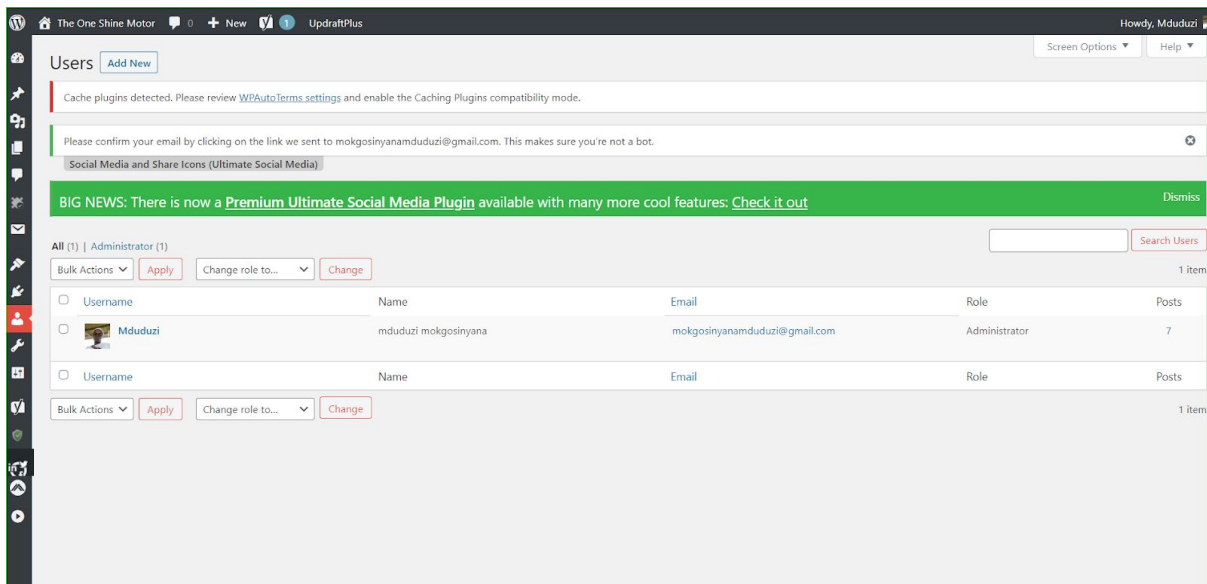 The One Shine Motor 0 New 1 UpdraftPlus Howdy, Mduduzi
Screen Options Help
Users Add New
Cache plugins detected. Please review WPAutoTerms settings and enable the Caching Plugins compatibility mode.
Please confirm your email by clicking on the link we sent to mokgosinyanamduduzi@gmail.com. This makes sure you're not a bot.
Social Media and Share Icons (Ultimate Social Media)
BIG NEWS: There is now a Premium Ultimate Social Media Plugin available with many more cool features: Check it out Dismiss
Search Users
All (1) | Administrator (1)
Bulk Actions Apply Change role to... Change 1 item
Username Name Email Role Posts
Mduduzi mduduzi mokgosinyana mokgosinyanamduduzi@gmail.com Administrator 7
Username Name Email Role Posts
Bulk Actions Apply Change role to... Change 1 item